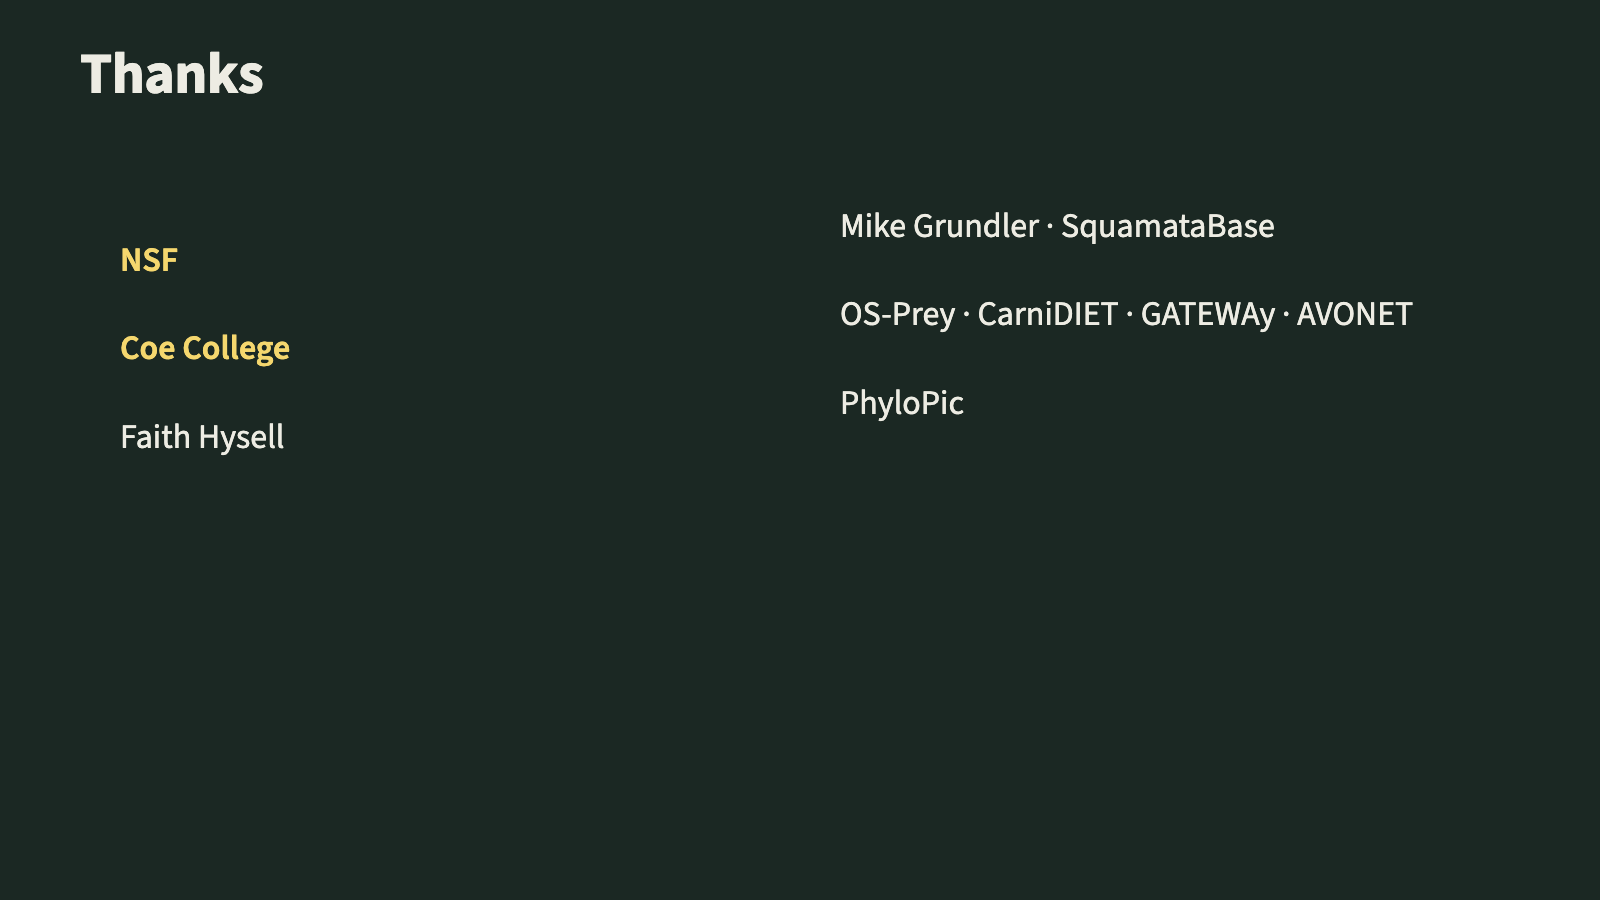 Thanks
NSF
Coe College
Faith Hysell
Mike Grundler · SquamataBase
OS-Prey · CarniDIET · GATEWAy · AVONET
PhyloPic